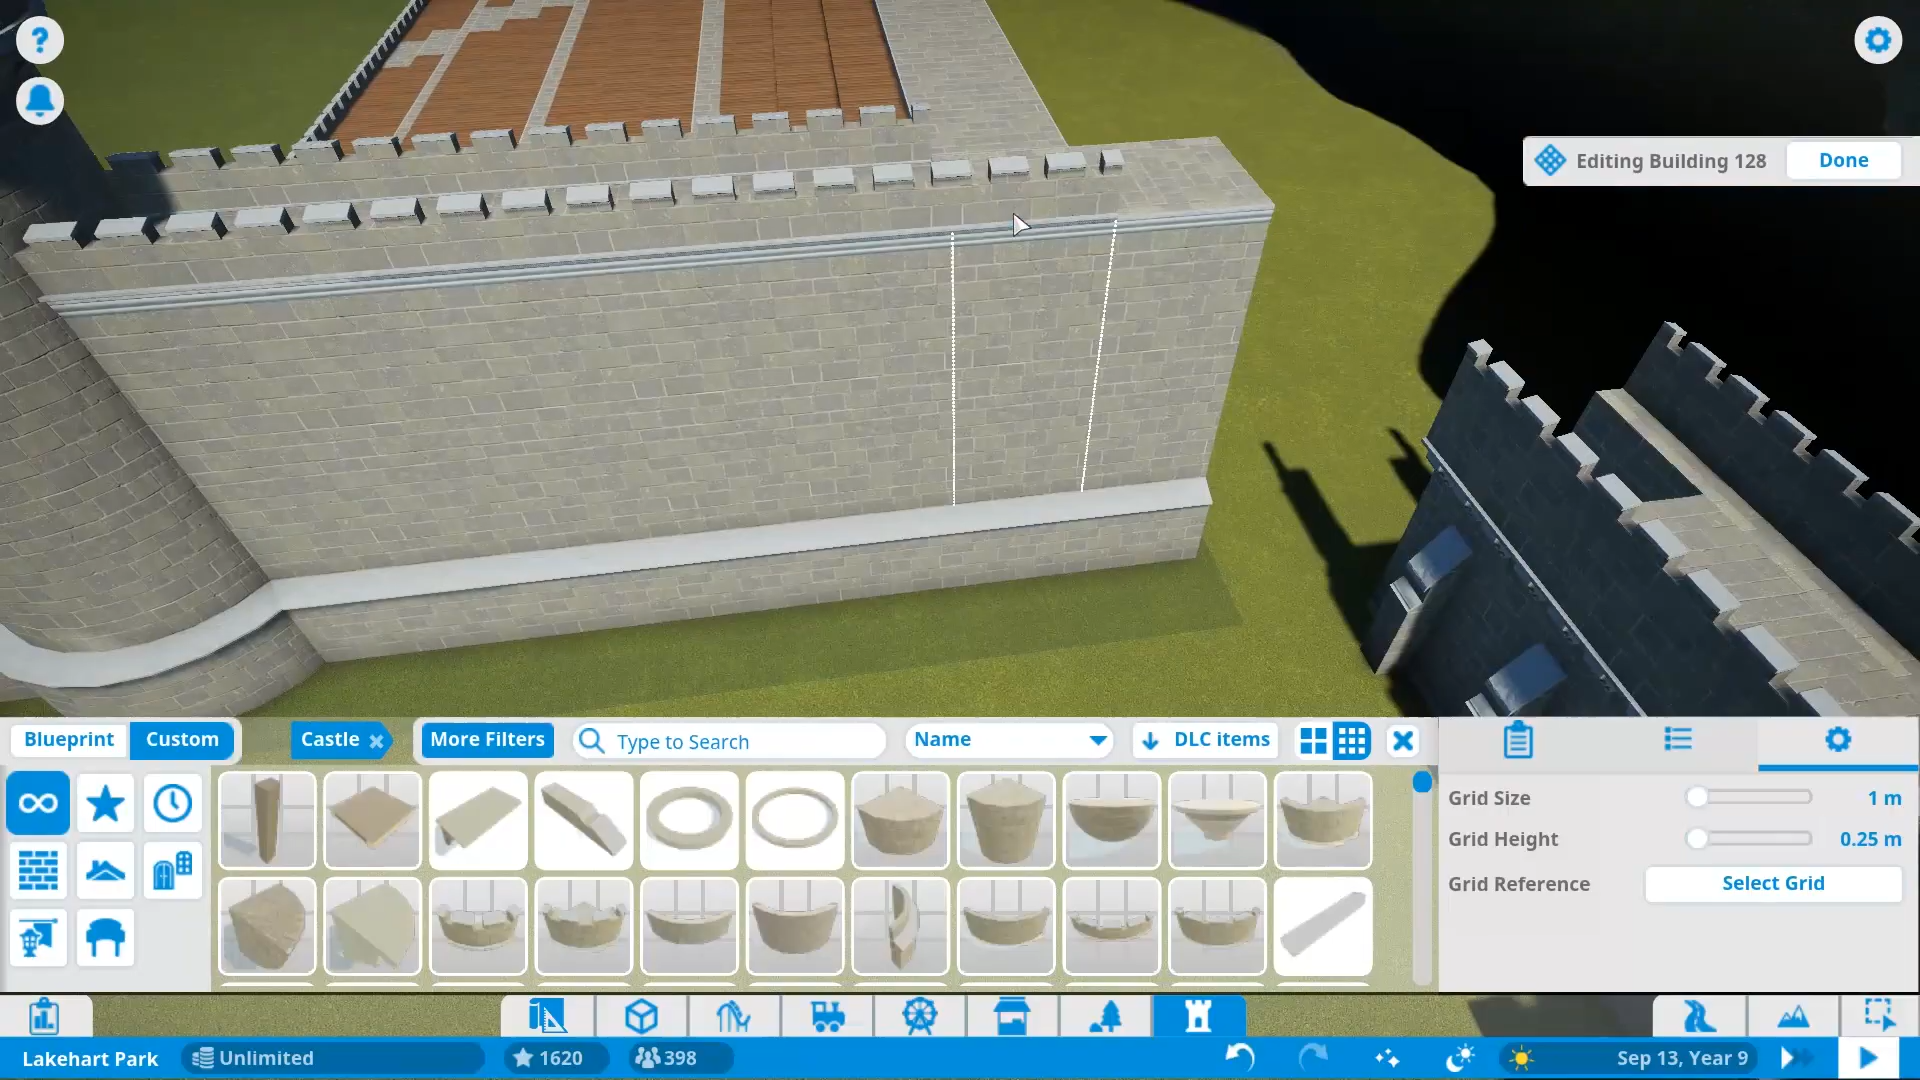 ?
Editing Building 128 Done
Blueprint Custom Castle More Filters Type to Search Name DLC items
Grid Size 1 m
Grid Height 0.25 m
Grid Reference Select Grid
Lakehart Park Unlimited 1620 398 Sep 13, Year 9